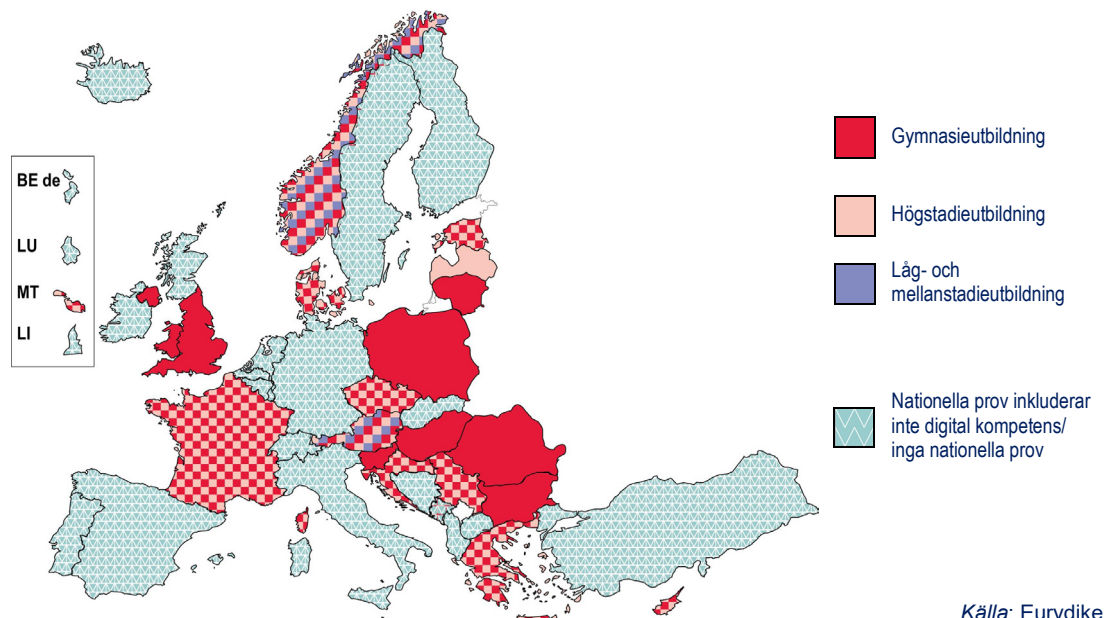 BE de
LU
MT
LI
Gymnasieutbildning
Högstadieutbildning
Låg- och
mellanstadieutbildning
Nationella prov inkluderar
inte digital kompetens/
inga nationella prov
Källa: Eurydike